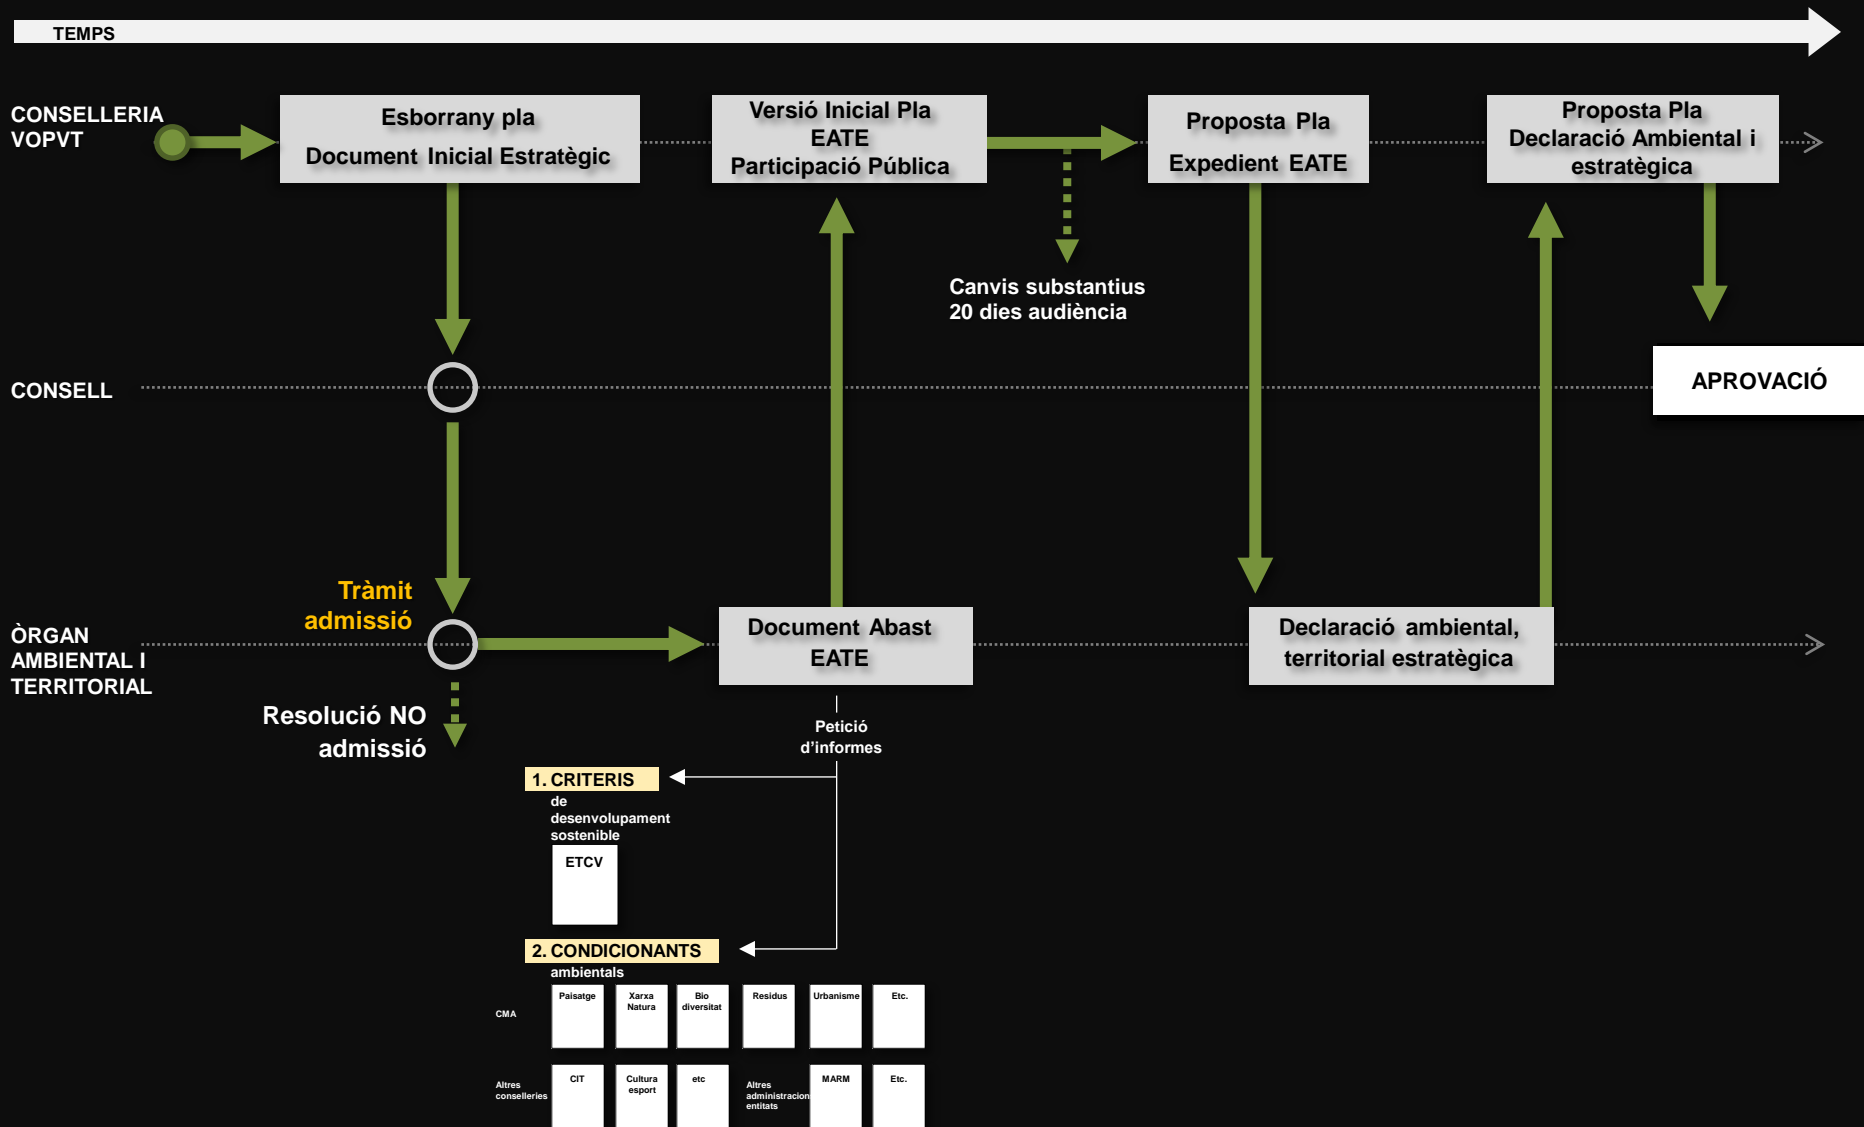 TEMPS
CONSELLERIA
VOPVT
Esborrany pla
Document Inicial Estratègic
Versió Inicial Pla
EATE
Participació Pública
Proposta Pla
Expedient EATE
Proposta Pla
Declaració Ambiental i
estratègica
Canvis substantius
20 dies audiència
CONSELL
APROVACIÓ
Tràmit
admissió
ÒRGAN
AMBIENTAL I
TERRITORIAL
Document Abast
EATE
Declaració ambiental,
territorial estratègica
Resolució NO
admissió
Petició
d’informes
1. CRITERIS
de
desenvolupament
sostenible
ETCV
2. CONDICIONANTS
ambientals
CMA
Paisatge
Xarxa
Natura
Bio
diversitat
Residus
Urbanisme
Etc.
Altres
conselleries
CIT
Cultura
esport
etc
Altres
administracion
entitats
MARM
Etc.